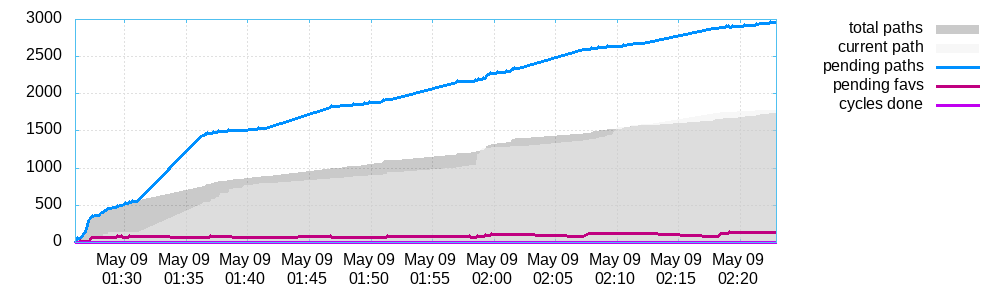 3000
2500
2000
1500
1000
500
0
May 09 May 09 May 09 May 09 May 09 May 09 May 09 May 09 May 09 May 09 May 09
01:30 01:35 01:40 01:45 01:50 01:55 02:00 02:05 02:10 02:15 02:20
total paths
current path
pending paths
pending favs
cycles done